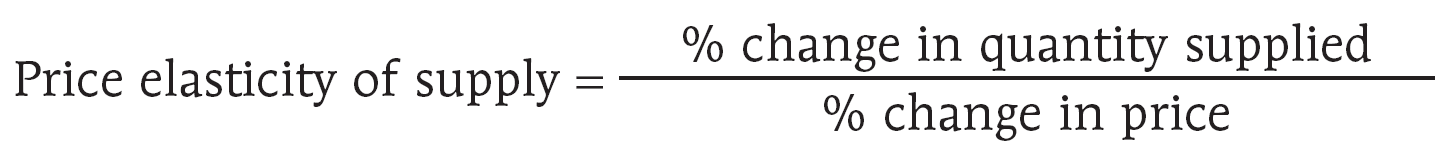 % change in quantity supplied
Price elasticity of supply =
% change in price